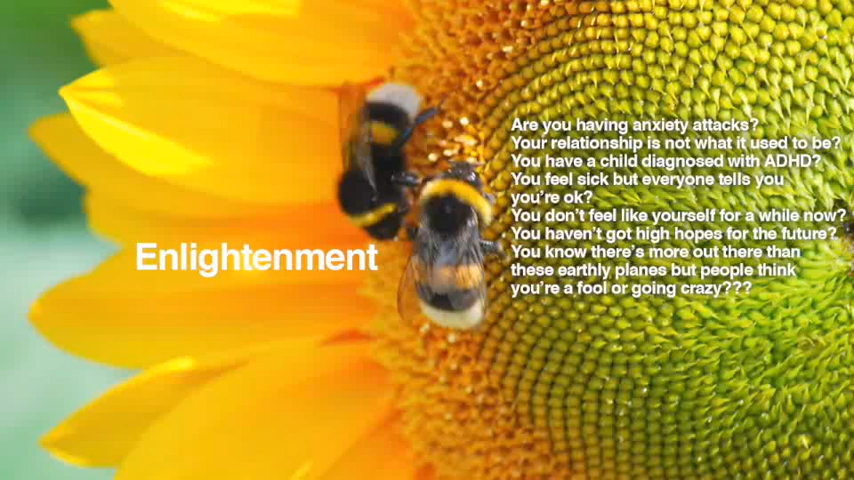 Enlightenment
Are you having anxiety attacks?
Your relationship is not what it used to be?
You have a child diagnosed with ADHD?
You feel sick but everyone tells you
you're ok?
You don't feel like yourself for a while now?
You haven't got high hopes for the future?
You know there's more out there than
these earthly planes but people think
you're a fool or going crazy???